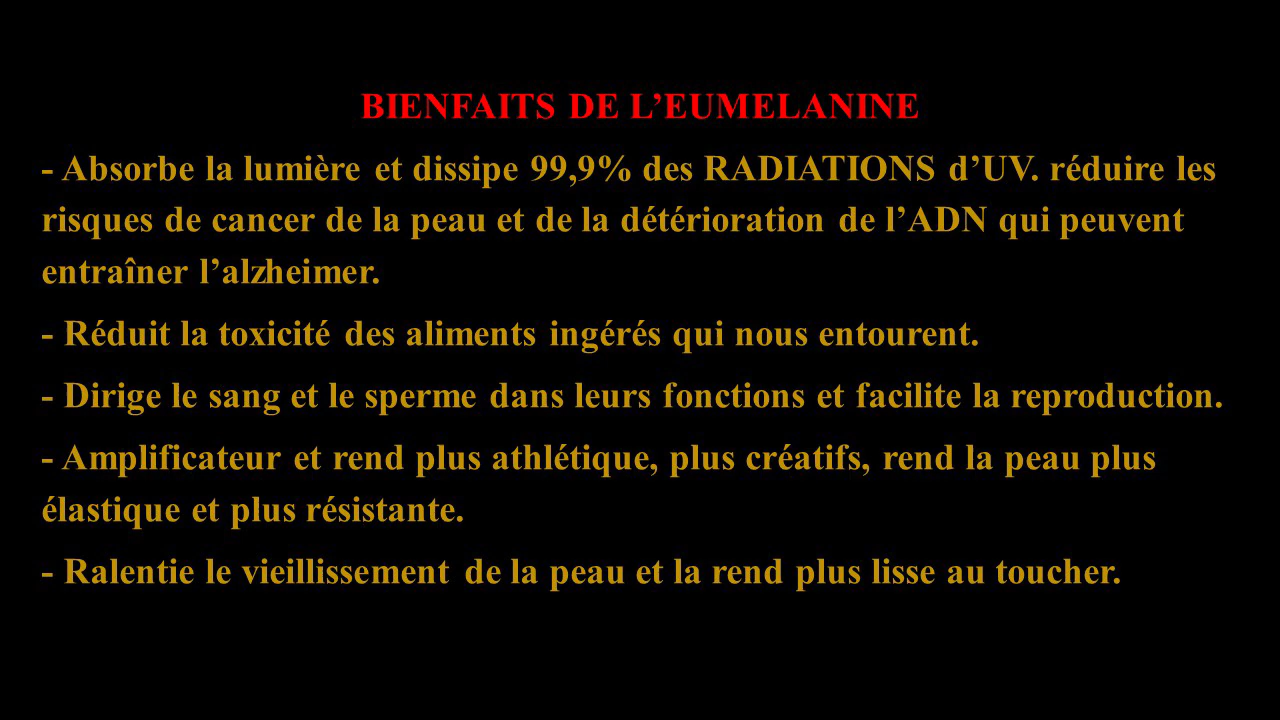 BIENFAITS DE L’EUMELANINE
- Absorbe la lumière et dissipe 99,9% des RADIATIONS d’UV. réduire les
risques de cancer de la peau et de la détérioration de l’ADN qui peuvent
entraîner l’alzheimer.
- Réduit la toxicité des aliments ingérés qui nous entourent.
- Dirige le sang et le sperme dans leurs fonctions et facilite la reproduction.
- Amplificateur et rend plus athlétique, plus créatifs, rend la peau plus
élastique et plus résistante.
- Ralentie le vieillissement de la peau et la rend plus lisse au toucher.